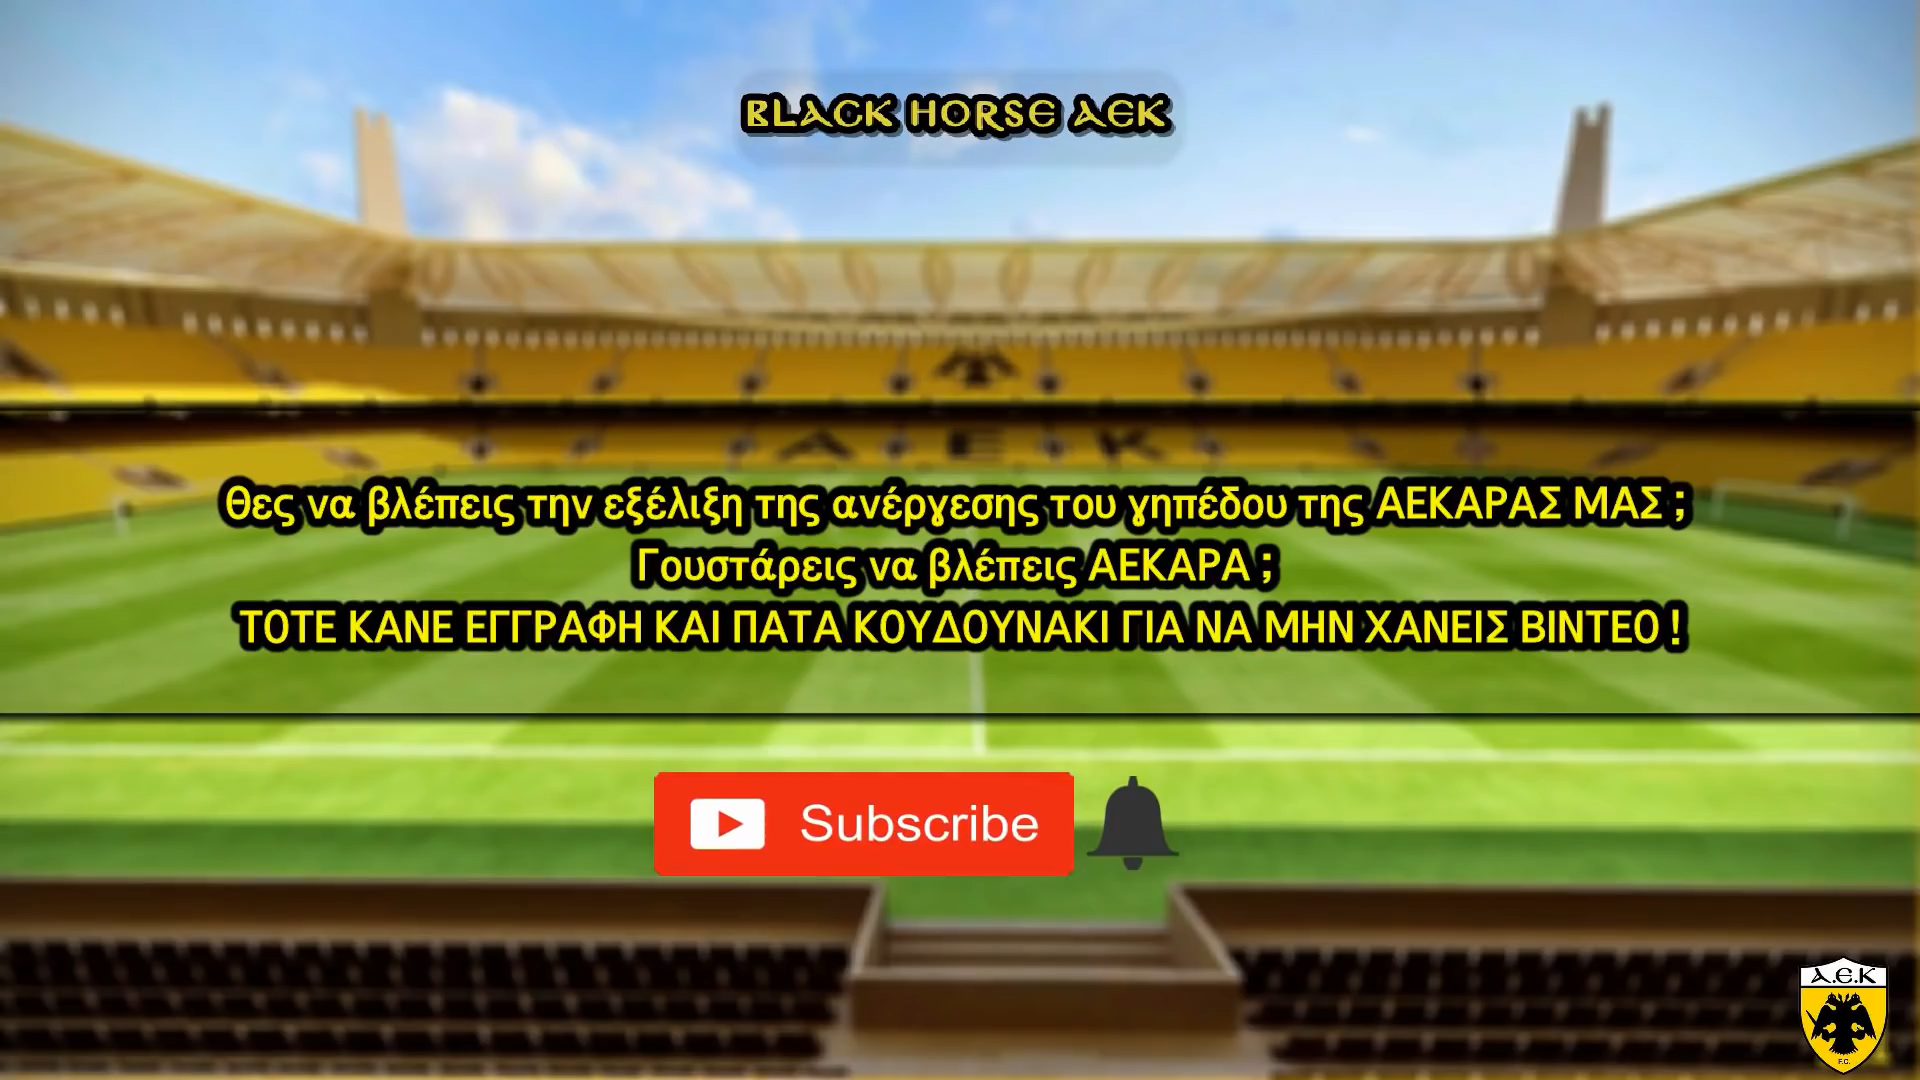 BLACK HORSE AEK
A E K
Θες να βλέπεις την εξέλιξη της ανέργεσης του γηπέδου της ΑΕΚΑΡΑΣ ΜΑΣ ;
Γουστάρεις να βλέπεις ΑΕΚΑΡΑ ;
ΤΟΤΕ ΚΑΝΕ ΕΓΓΡΑΦΗ ΚΑΙ ΠΑΤΑ ΚΟΥΔΟΥΝΑΚΙ ΓΙΑ ΝΑ ΜΗΝ ΧΑΝΕΙΣ ΒΙΝΤΕΟ !
Subscribe
A.E.K
F.C.